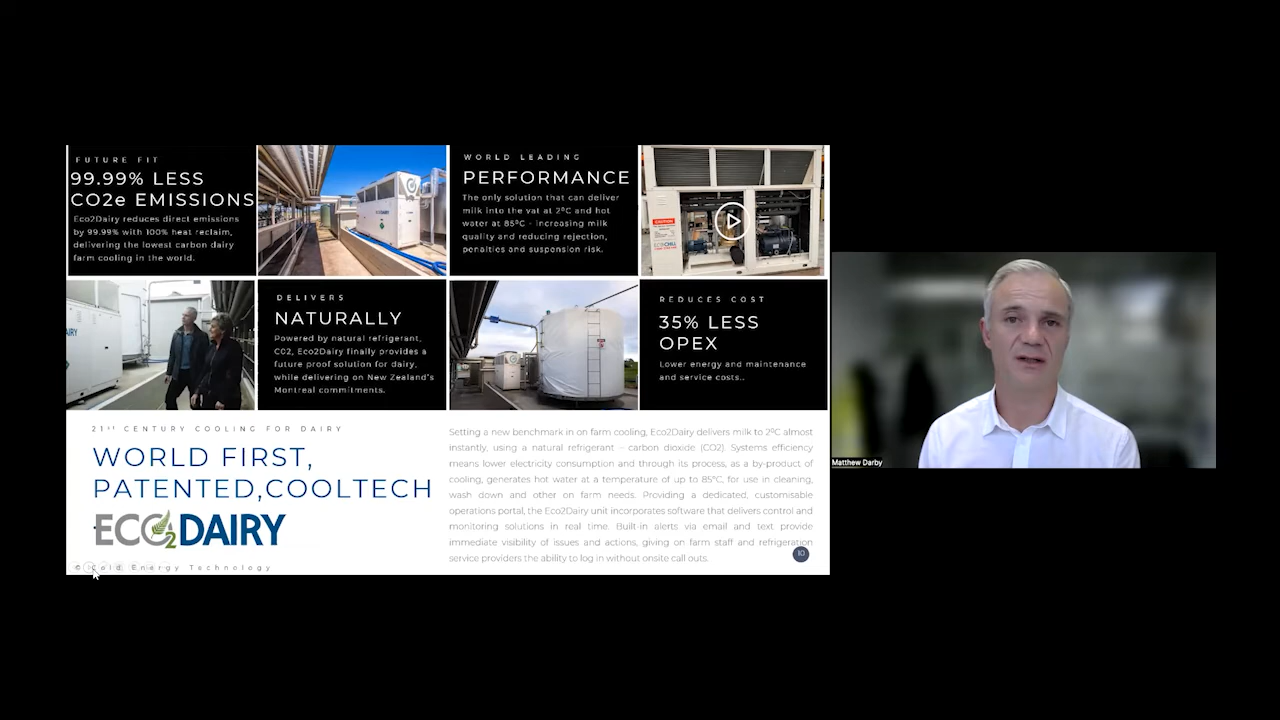 FUTURE FIT
99.99% LESS
CO2e EMISSIONS
Eco2Dairy reduces direct emissions
by 99.99% with 100% heat reclaim,
delivering the lowest carbon dairy
farm cooling in the world.
WORLD LEADING
PERFORMANCE
The only solution that can deliver
milk into the vat at 2ºC and hot
water at 85ºC - increasing milk
quality and reducing rejection,
penalties and suspension risk.
CAUTION
DELIVERS
NATURALLY
Powered by natural refrigerant,
CO2, Eco2Dairy finally provides a
future proof solution for dairy,
while delivering on New Zealand's
Montreal commitments.
REDUCES COST
35% LESS
OPEX
Lower energy and maintenance
and service costs..
21ˢᵗ CENTURY COOLING FOR DAIRY
WORLD FIRST,
PATENTED,COOLTECH
ECO2DAIRY
© Cold Energy Technology
Setting a new benchmark in on farm cooling, Eco2Dairy delivers milk to 2ºC almost
instantly, using a natural refrigerant – carbon dioxide (CO2). Systems efficiency
means lower electricity consumption and through its process, as a by-product of
cooling, generates hot water at a temperature of up to 85°C, for use in cleaning,
wash down and other on farm needs. Providing a dedicated, customisable
operations portal, the Eco2Dairy unit incorporates software that delivers control and
monitoring solutions in real time. Built-in alerts via email and text provide
immediate visibility of issues and actions, giving on farm staff and refrigeration
service providers the ability to log in without onsite call outs.
10
Matthew Darby